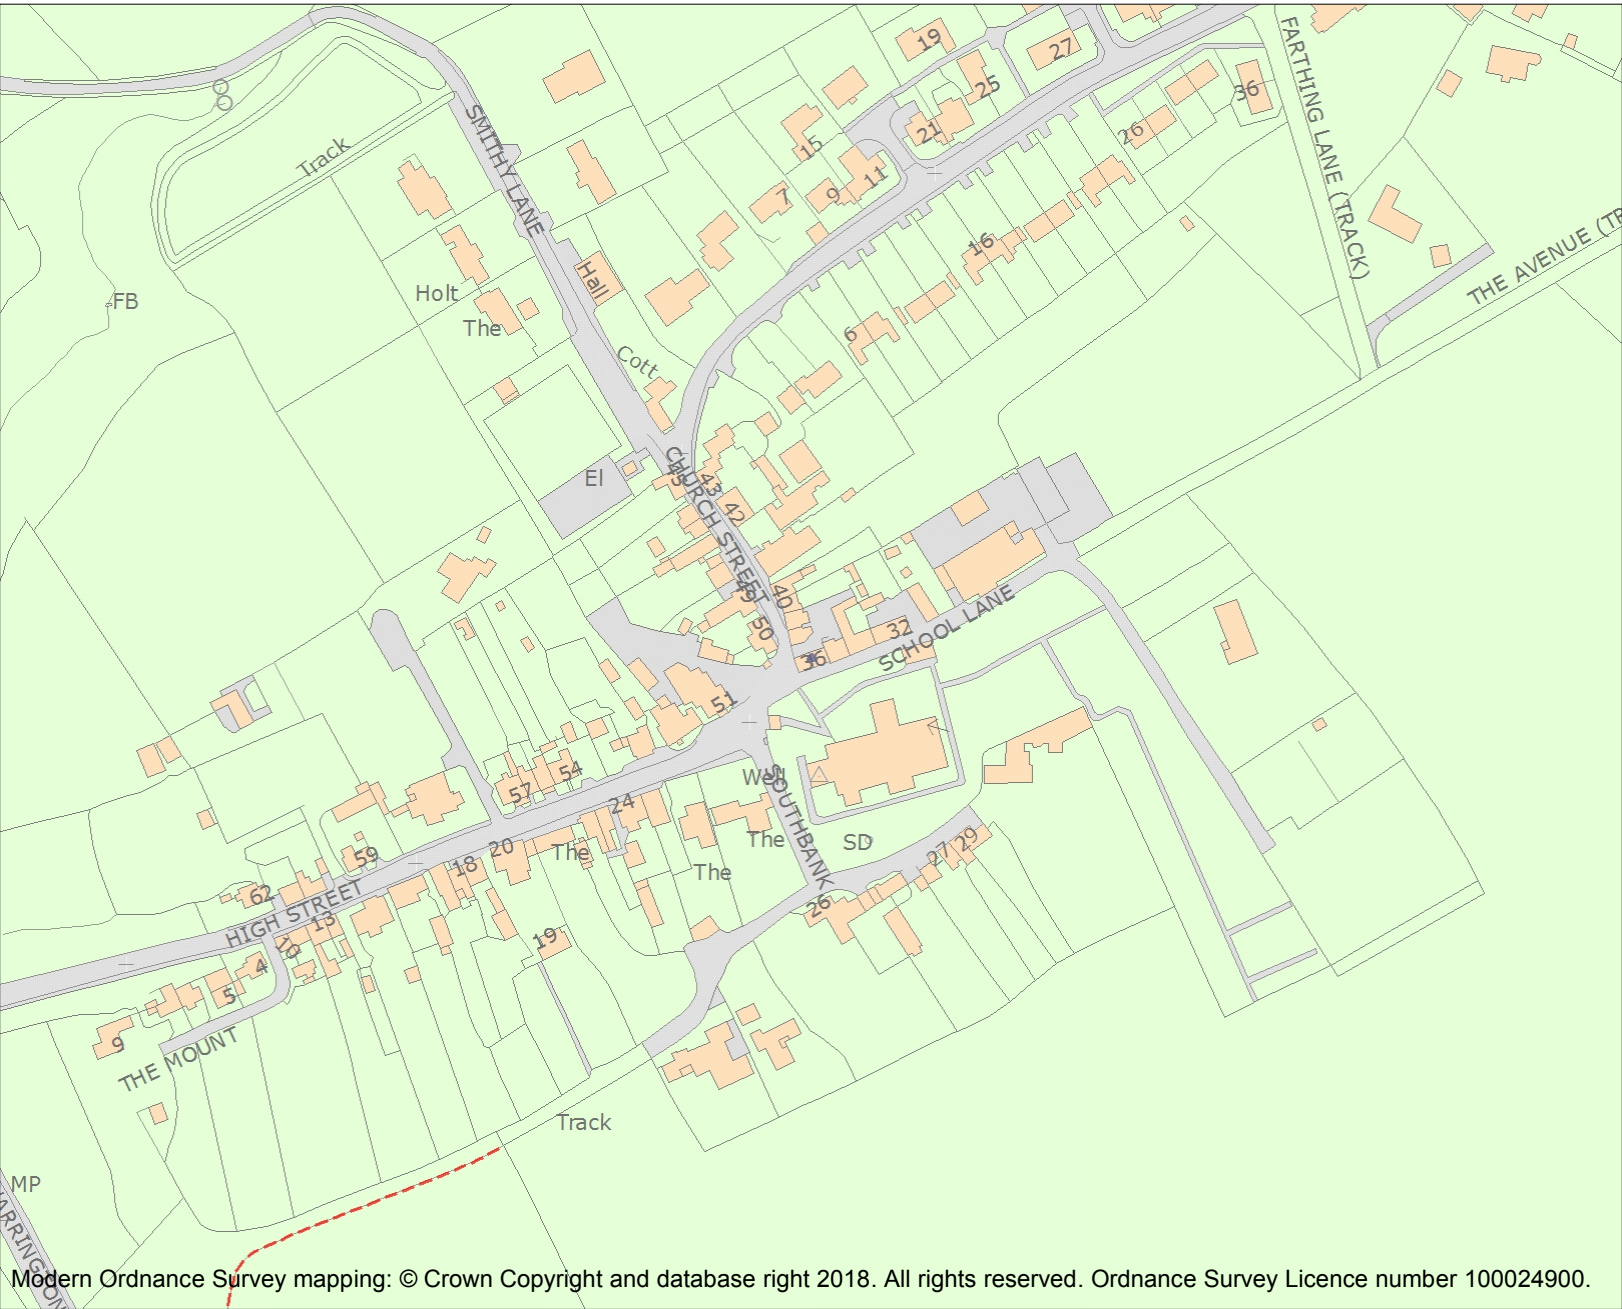 19
27
FARTHING LANE (TRACK)
25
36
SMITHY LANE
21
26
Track
15
11
7
9
16
THE AVENUE (TR
Hall
Holt
FB
The
6
Cott
CHURCH STREET
45
43
El
42
40
49
50
32
SCHOOL LANE
36
51
54
Well
57
SOUTHBANK
24
The
SD
27 29
59
20
The
18
The
62
26
HIGH STREET
13
19
10
4
5
9
THE MOUNT
Track
MP
ARRINGTON
Modern Ordnance Survey mapping: © Crown Copyright and database right 2018. All rights reserved. Ordnance Survey Licence number 100024900.